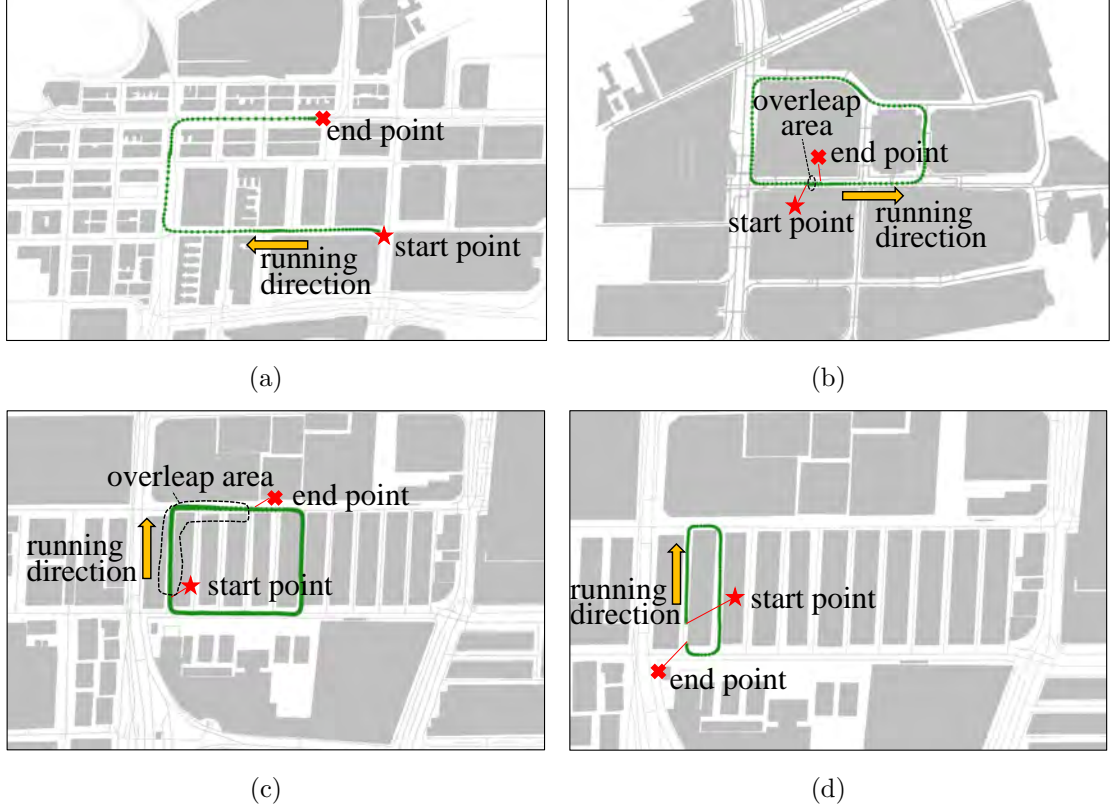 end point
start point
running
direction
(a)
overleap
area
end point
start point
running
direction
(b)
overleap area
end point
running
direction
start point
(c)
running
direction
start point
end point
(d)